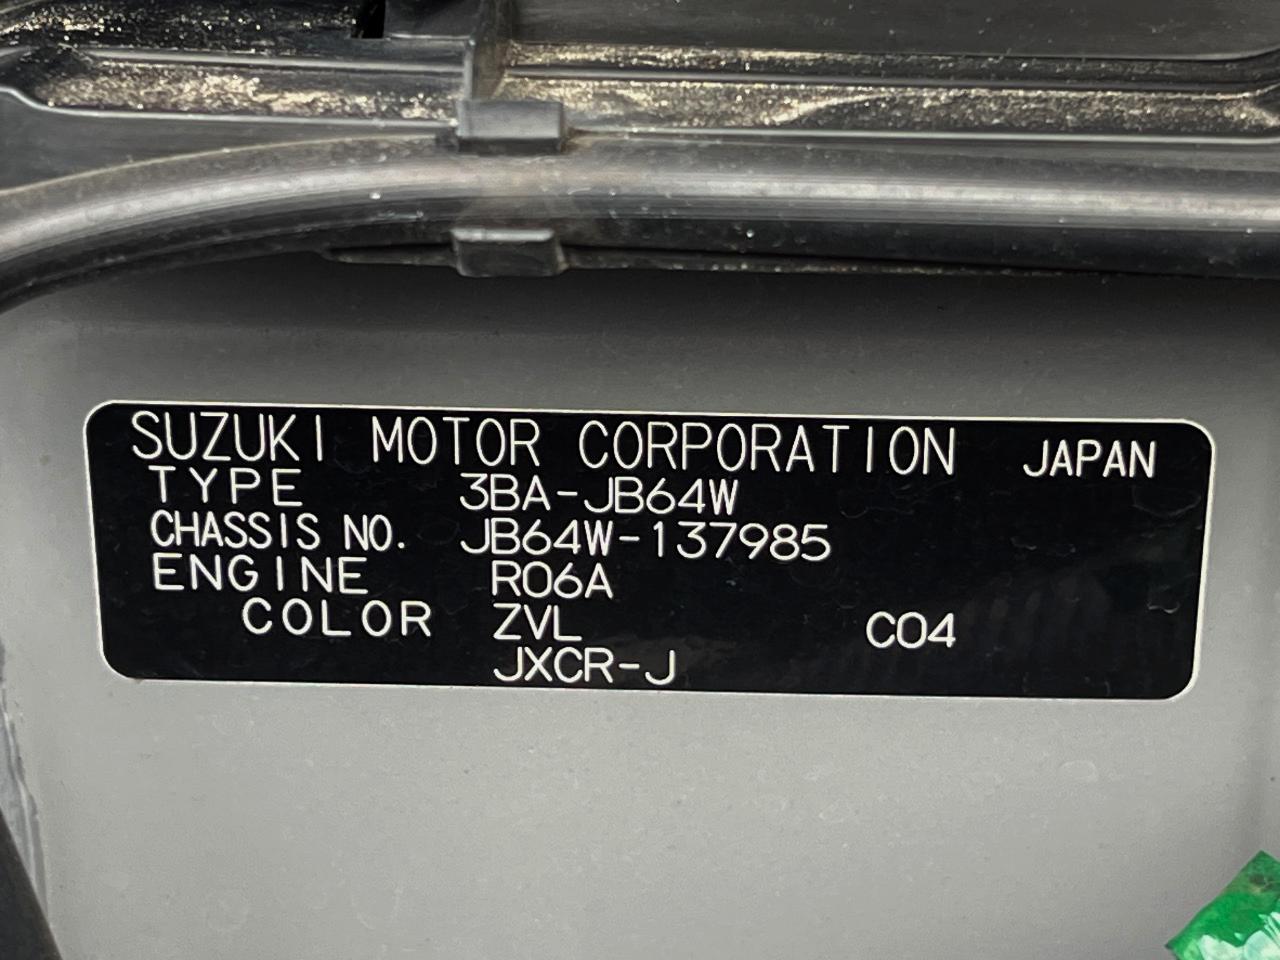 SUZUKI MOTOR CORPORATION JAPAN
TYPE 3BA-JB64W
CHASSIS NO. JB64W-137985
ENGINE R06A
COLOR ZVL C04
JXCR-J